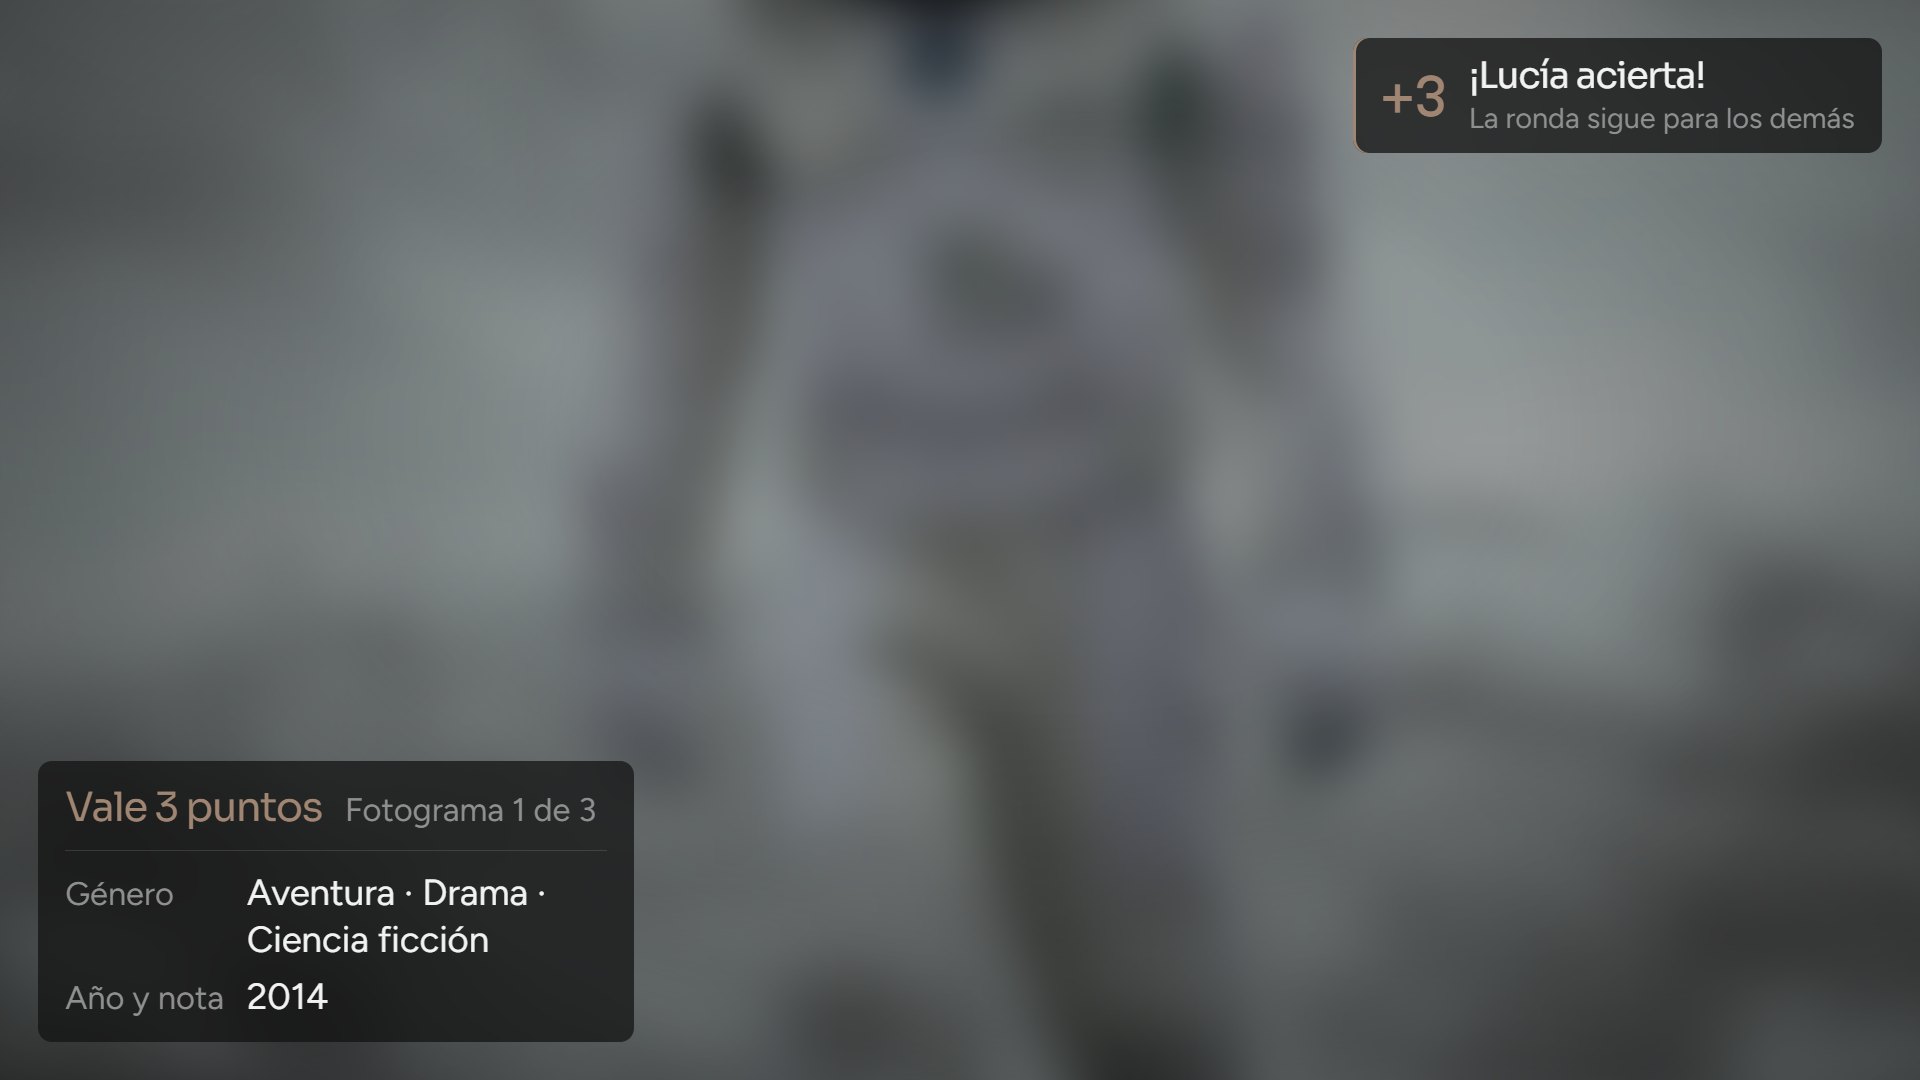 +3
¡Lucía acierta!
La ronda sigue para los demás
Vale 3 puntos Fotograma 1 de 3
Género Aventura · Drama ·
Ciencia ficción
Año y nota 2014